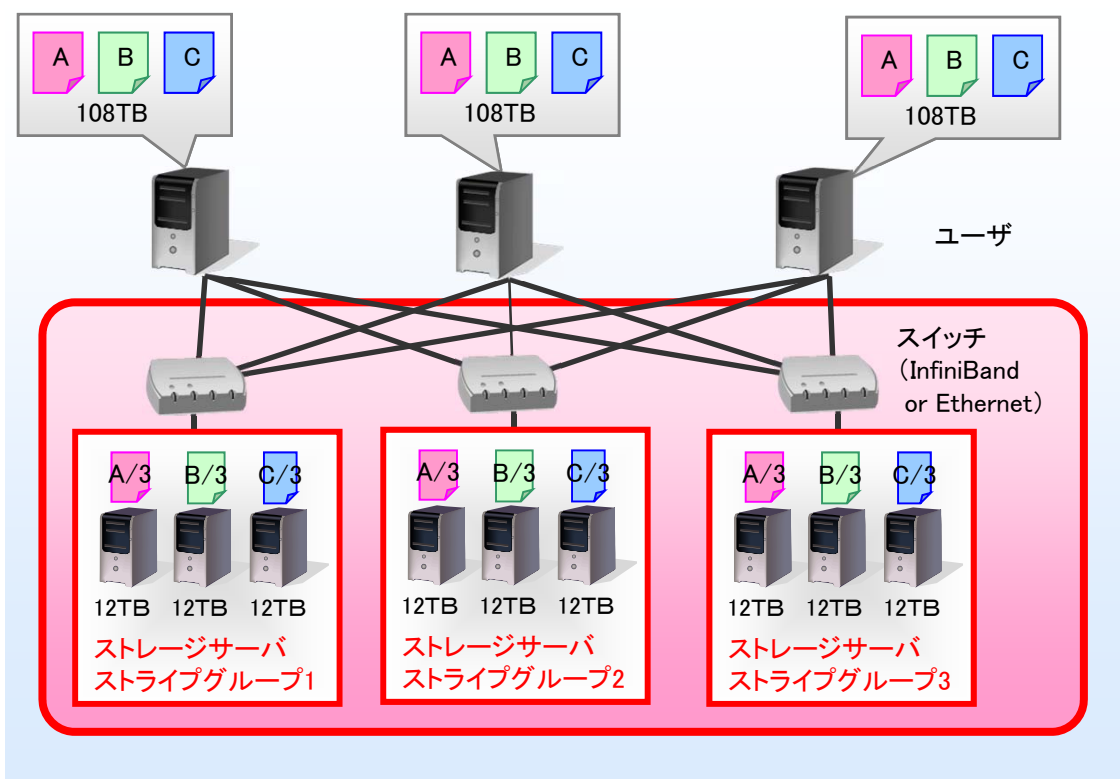 A B C
108TB
A B C
108TB
A B C
108TB
ユーザ
スイッチ
（InfiniBand
or Ethernet）
A/3 B/3 C/3
12TB 12TB 12TB
ストレージサーバ
ストライプグループ1
A/3 B/3 C/3
12TB 12TB 12TB
ストレージサーバ
ストライプグループ2
A/3 B/3 C/3
12TB 12TB 12TB
ストレージサーバ
ストライプグループ3